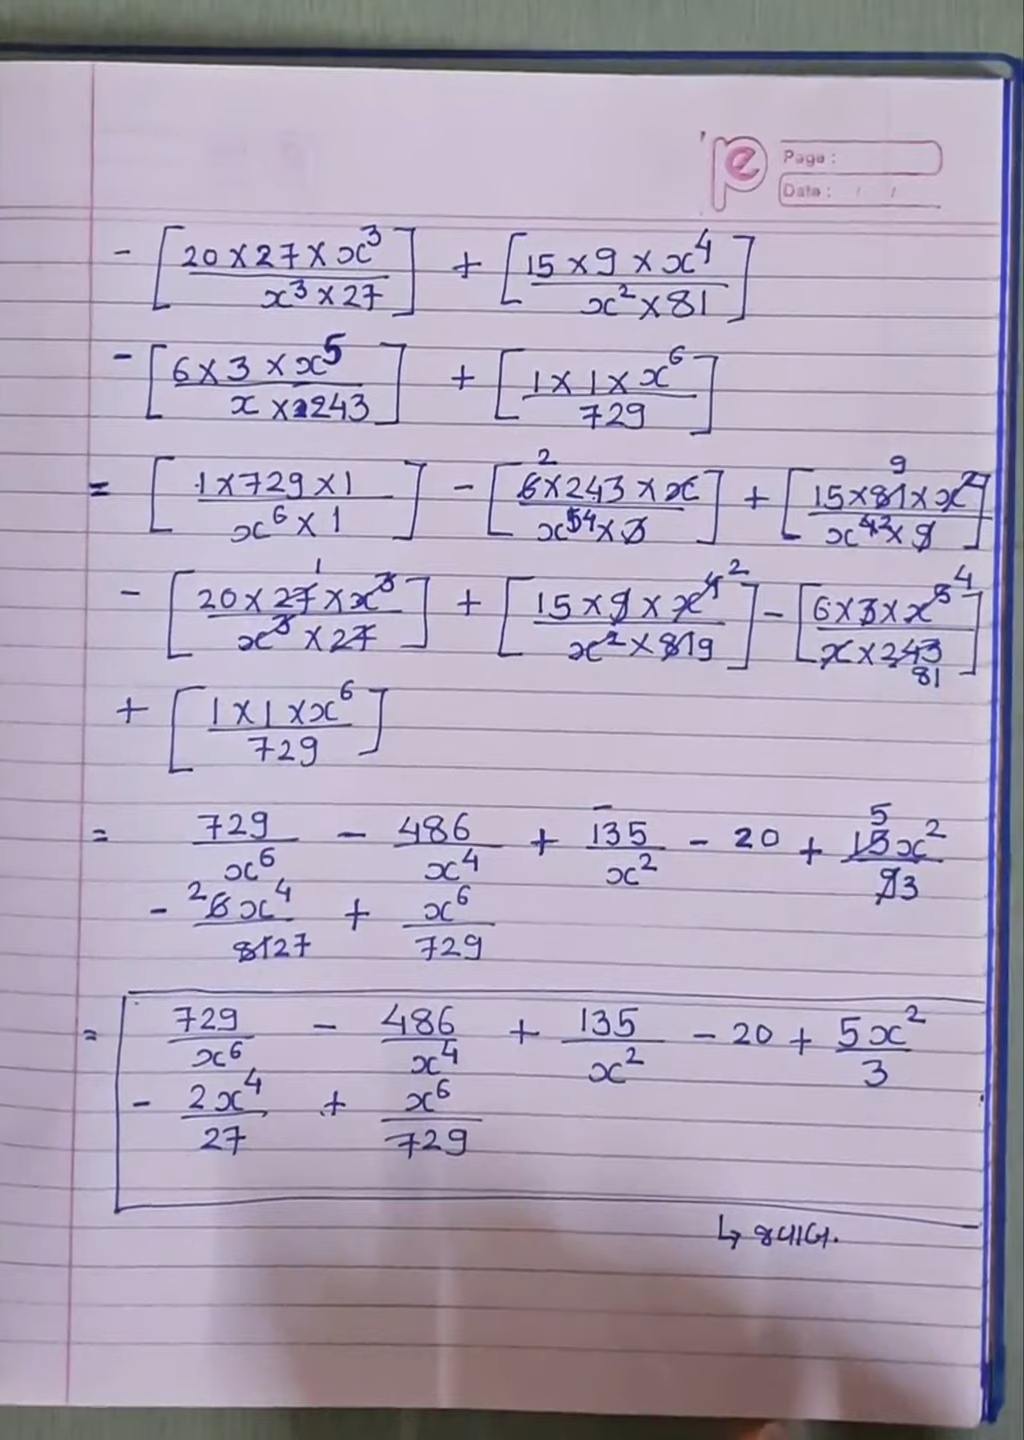 Page :
Date : / /
- [20 × 27 × x³ / x³ × 27] + [15 × 9 × x⁴ / x² × 81]
- [6 × 3 × x⁵ / x × 243] + [1 × 1 × x⁶ / 729]
= [1 × 729 × 1 / x⁶ × 1] - [6 × 243 × x / x⁵ × 3] + [15 × 81 × x² / x⁴ × 9]
- [20 × 27 × x³ / x³ × 27] + [15 × 9 × x⁴ / x² × 81] - [6 × 3 × x⁵ / x × 243]
+ [1 × 1 × x⁶ / 729]
= 729 / x⁶ - 486 / x⁴ + 135 / x² - 20 + 15x² / 9
- 6x⁴ / 81 + x⁶ / 729
= 729 / x⁶ - 486 / x⁴ + 135 / x² - 20 + 5x² / 3
- 2x⁴ / 27 + x⁶ / 729